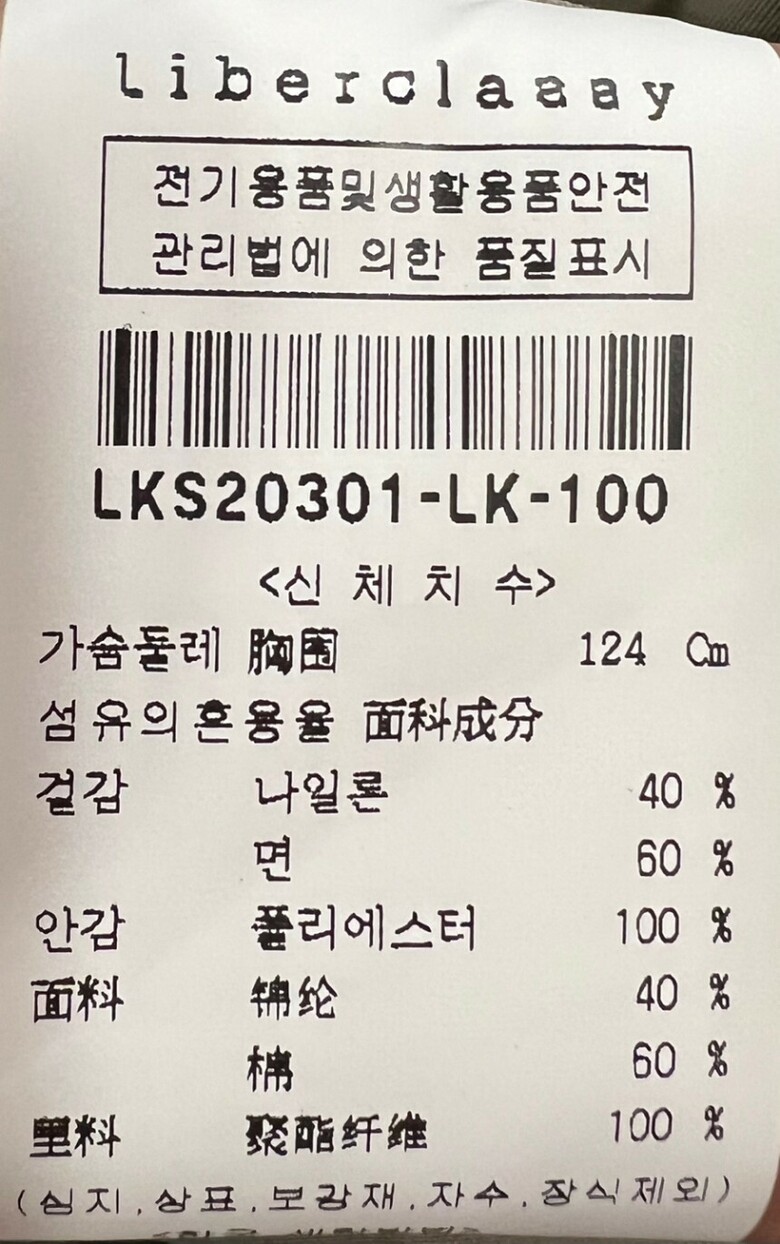 liberclassy
전기용품및생활용품안전
관리법에 의한 품질표시
LKS20301-LK-100
<신 체 치 수>
가슴둘레 胸围 124 Cm
섬유의혼용율 面料成分
겉감 나일론 40 %
면 60 %
안감 폴리에스터 100 %
面料 锦纶 40 %
棉 60 %
里料 聚酯纤维 100 %
(심지,상표,보강재,자수,장식제외)